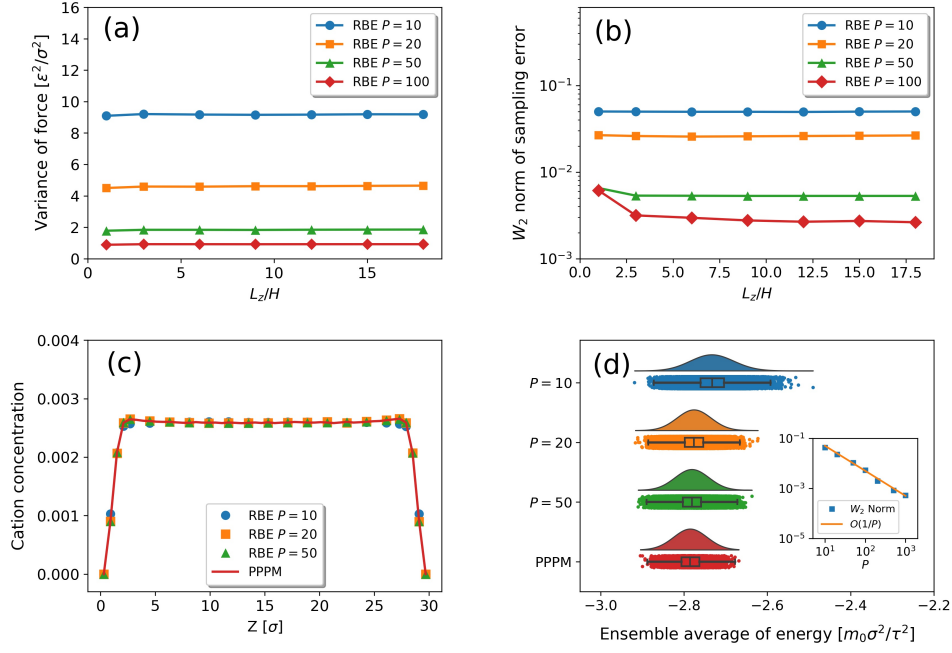 (a)
RBE P = 10
RBE P = 20
RBE P = 50
RBE P = 100
16
14
12
10
8
6
4
2
0
0
5
10
15
Variance of force [ε²/σ²]
L_z/H
(b)
RBE P = 10
RBE P = 20
RBE P = 50
RBE P = 100
10⁻¹
10⁻²
10⁻³
0.0
2.5
5.0
7.5
10.0
12.5
15.0
17.5
W₂ norm of sampling error
L_z/H
(c)
0.004
0.003
0.002
0.001
0.000
RBE P = 10
RBE P = 20
RBE P = 50
PPPM
0
5
10
15
20
25
30
Cation concentration
Z [σ]
(d)
P = 10
P = 20
P = 50
PPPM
10⁻¹
10⁻³
10⁻⁵
W₂ Norm
O(1/P)
10¹
10²
10³
P
−3.0
−2.8
−2.6
−2.4
−2.2
Ensemble average of energy [m₀σ²/τ²]